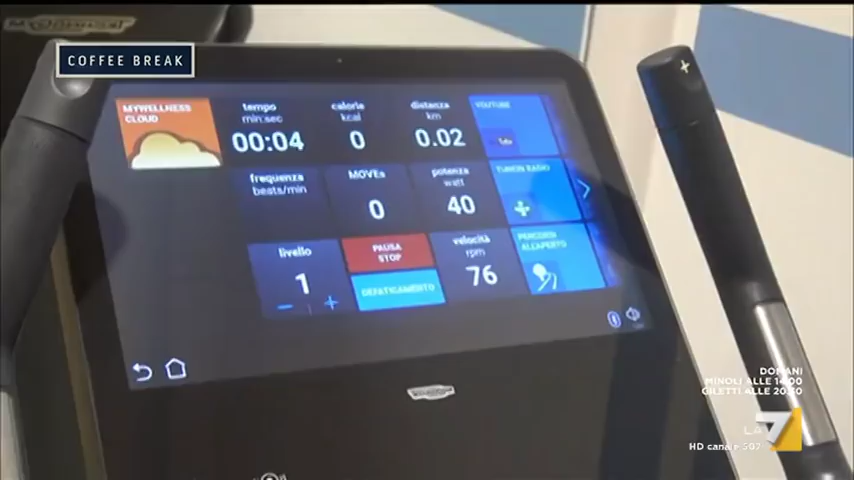 COFFEE BREAK
MYWELLNESS
CLOUD
tempo
min:sec
00:04
calorie
kcal
0
distanza
km
0.02
YOUTUBE
frequenza
beats/min
MOVEs
0
potenza
watt
40
TUNEIN RADIO
livello
1
PAUSA
STOP
DEFATICAMENTO
velocità
rpm
76
PERCORSI
ALL'APERTO
DOMANI
MINOLI ALLE 14:00
GILETTI ALLE 20:30
LA 7
HD canale 507